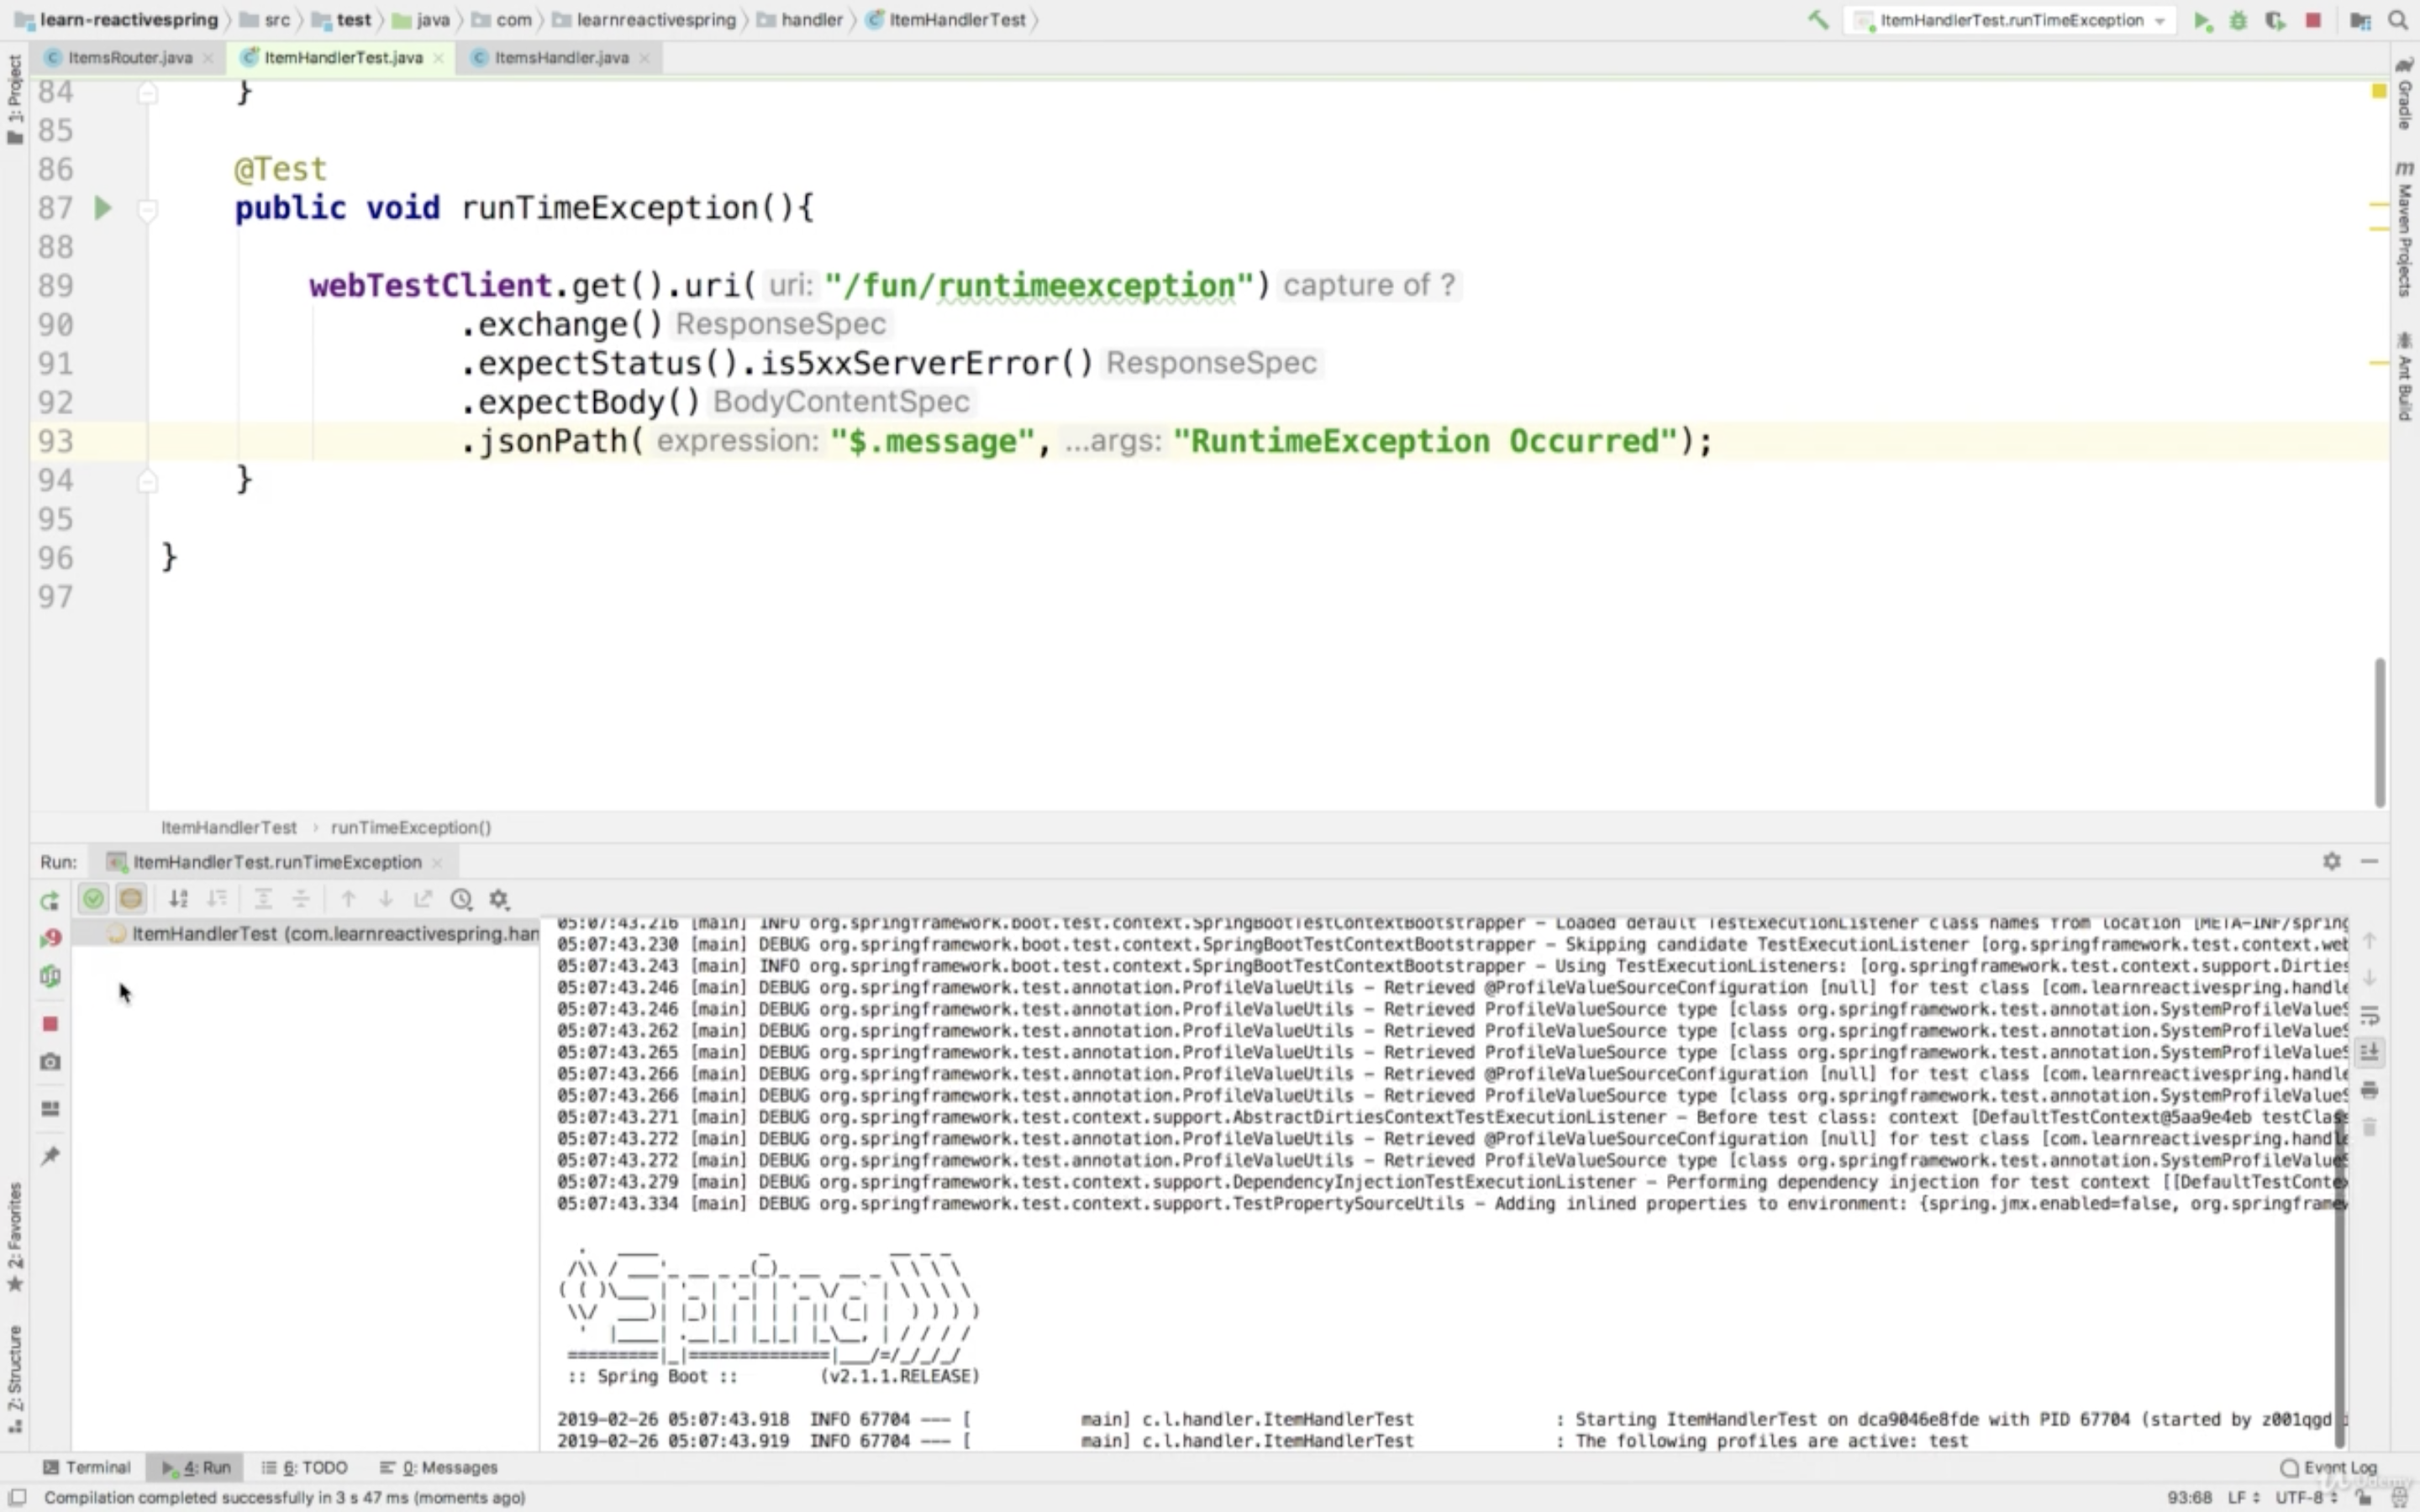 learn-reactivespring src test java com learnreactivespring handler ItemHandlerTest
ItemHandlerTest.runTimeException
ItemsRouter.java ItemHandlerTest.java ItemsHandler.java
1: Project
Gradle
Maven Projects
Ant Build
84 }
85
86 @Test
87 public void runTimeException(){
88
89 webTestClient.get().uri( uri: "/fun/runtimeexception") capture of ?
90 .exchange() ResponseSpec
91 .expectStatus().is5xxServerError() ResponseSpec
92 .expectBody() BodyContentSpec
93 .jsonPath( expression: "$.message", ...args: "RuntimeException Occurred");
94 }
95
96 }
97
ItemHandlerTest › runTimeException()
Run: ItemHandlerTest.runTimeException
ItemHandlerTest (com.learnreactivespring.han
05:07:43.216 [main] INFO org.springframework.boot.test.context.SpringBootTestContextBootstrapper - Loaded default TestExecutionListener class names from location [META-INF/spring
05:07:43.230 [main] DEBUG org.springframework.boot.test.context.SpringBootTestContextBootstrapper - Skipping candidate TestExecutionListener [org.springframework.test.context.web
05:07:43.243 [main] INFO org.springframework.boot.test.context.SpringBootTestContextBootstrapper - Using TestExecutionListeners: [org.springframework.test.context.support.Dirties
05:07:43.246 [main] DEBUG org.springframework.test.annotation.ProfileValueUtils - Retrieved @ProfileValueSourceConfiguration [null] for test class [com.learnreactivespring.handle
05:07:43.246 [main] DEBUG org.springframework.test.annotation.ProfileValueUtils - Retrieved ProfileValueSource type [class org.springframework.test.annotation.SystemProfileValueS
05:07:43.262 [main] DEBUG org.springframework.test.annotation.ProfileValueUtils - Retrieved ProfileValueSource type [class org.springframework.test.annotation.SystemProfileValueS
05:07:43.265 [main] DEBUG org.springframework.test.annotation.ProfileValueUtils - Retrieved ProfileValueSource type [class org.springframework.test.annotation.SystemProfileValueS
05:07:43.266 [main] DEBUG org.springframework.test.annotation.ProfileValueUtils - Retrieved @ProfileValueSourceConfiguration [null] for test class [com.learnreactivespring.handle
05:07:43.266 [main] DEBUG org.springframework.test.annotation.ProfileValueUtils - Retrieved ProfileValueSource type [class org.springframework.test.annotation.SystemProfileValueS
05:07:43.271 [main] DEBUG org.springframework.test.context.support.AbstractDirtiesContextTestExecutionListener - Before test class: context [DefaultTestContext@5aa9e4eb testClas
05:07:43.272 [main] DEBUG org.springframework.test.annotation.ProfileValueUtils - Retrieved @ProfileValueSourceConfiguration [null] for test class [com.learnreactivespring.handle
05:07:43.272 [main] DEBUG org.springframework.test.annotation.ProfileValueUtils - Retrieved ProfileValueSource type [class org.springframework.test.annotation.SystemProfileValueS
05:07:43.279 [main] DEBUG org.springframework.test.context.support.DependencyInjectionTestExecutionListener - Performing dependency injection for test context [[DefaultTestConte
05:07:43.334 [main] DEBUG org.springframework.test.context.support.TestPropertySourceUtils - Adding inlined properties to environment: {spring.jmx.enabled=false, org.springframew
Spring
:: Spring Boot :: (v2.1.1.RELEASE)
2019-02-26 05:07:43.918 INFO 67704 --- [ main] c.l.handler.ItemHandlerTest : Starting ItemHandlerTest on dca9046e8fde with PID 67704 (started by z001qgd i
2019-02-26 05:07:43.919 INFO 67704 --- [ main] c.l.handler.ItemHandlerTest : The following profiles are active: test
2: Favorites
Z: Structure
Terminal 4: Run 6: TODO 0: Messages Event Log
Udemy
Compilation completed successfully in 3 s 47 ms (moments ago) 93:68 LF UTF-8